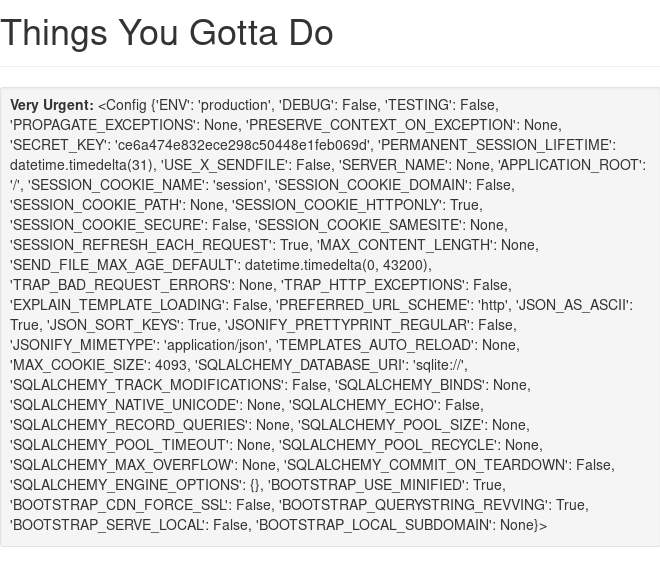 Things You Gotta Do
Very Urgent: <Config {'ENV': 'production', 'DEBUG': False, 'TESTING': False,
'PROPAGATE_EXCEPTIONS': None, 'PRESERVE_CONTEXT_ON_EXCEPTION': None,
'SECRET_KEY': 'ce6a474e832ece298c50448e1feb069d', 'PERMANENT_SESSION_LIFETIME':
datetime.timedelta(31), 'USE_X_SENDFILE': False, 'SERVER_NAME': None, 'APPLICATION_ROOT':
'/', 'SESSION_COOKIE_NAME': 'session', 'SESSION_COOKIE_DOMAIN': False,
'SESSION_COOKIE_PATH': None, 'SESSION_COOKIE_HTTPONLY': True,
'SESSION_COOKIE_SECURE': False, 'SESSION_COOKIE_SAMESITE': None,
'SESSION_REFRESH_EACH_REQUEST': True, 'MAX_CONTENT_LENGTH': None,
'SEND_FILE_MAX_AGE_DEFAULT': datetime.timedelta(0, 43200),
'TRAP_BAD_REQUEST_ERRORS': None, 'TRAP_HTTP_EXCEPTIONS': False,
'EXPLAIN_TEMPLATE_LOADING': False, 'PREFERRED_URL_SCHEME': 'http', 'JSON_AS_ASCII':
True, 'JSON_SORT_KEYS': True, 'JSONIFY_PRETTYPRINT_REGULAR': False,
'JSONIFY_MIMETYPE': 'application/json', 'TEMPLATES_AUTO_RELOAD': None,
'MAX_COOKIE_SIZE': 4093, 'SQLALCHEMY_DATABASE_URI': 'sqlite://',
'SQLALCHEMY_TRACK_MODIFICATIONS': False, 'SQLALCHEMY_BINDS': None,
'SQLALCHEMY_NATIVE_UNICODE': None, 'SQLALCHEMY_ECHO': False,
'SQLALCHEMY_RECORD_QUERIES': None, 'SQLALCHEMY_POOL_SIZE': None,
'SQLALCHEMY_POOL_TIMEOUT': None, 'SQLALCHEMY_POOL_RECYCLE': None,
'SQLALCHEMY_MAX_OVERFLOW': None, 'SQLALCHEMY_COMMIT_ON_TEARDOWN': False,
'SQLALCHEMY_ENGINE_OPTIONS': {}, 'BOOTSTRAP_USE_MINIFIED': True,
'BOOTSTRAP_CDN_FORCE_SSL': False, 'BOOTSTRAP_QUERYSTRING_REVVING': True,
'BOOTSTRAP_SERVE_LOCAL': False, 'BOOTSTRAP_LOCAL_SUBDOMAIN': None}>